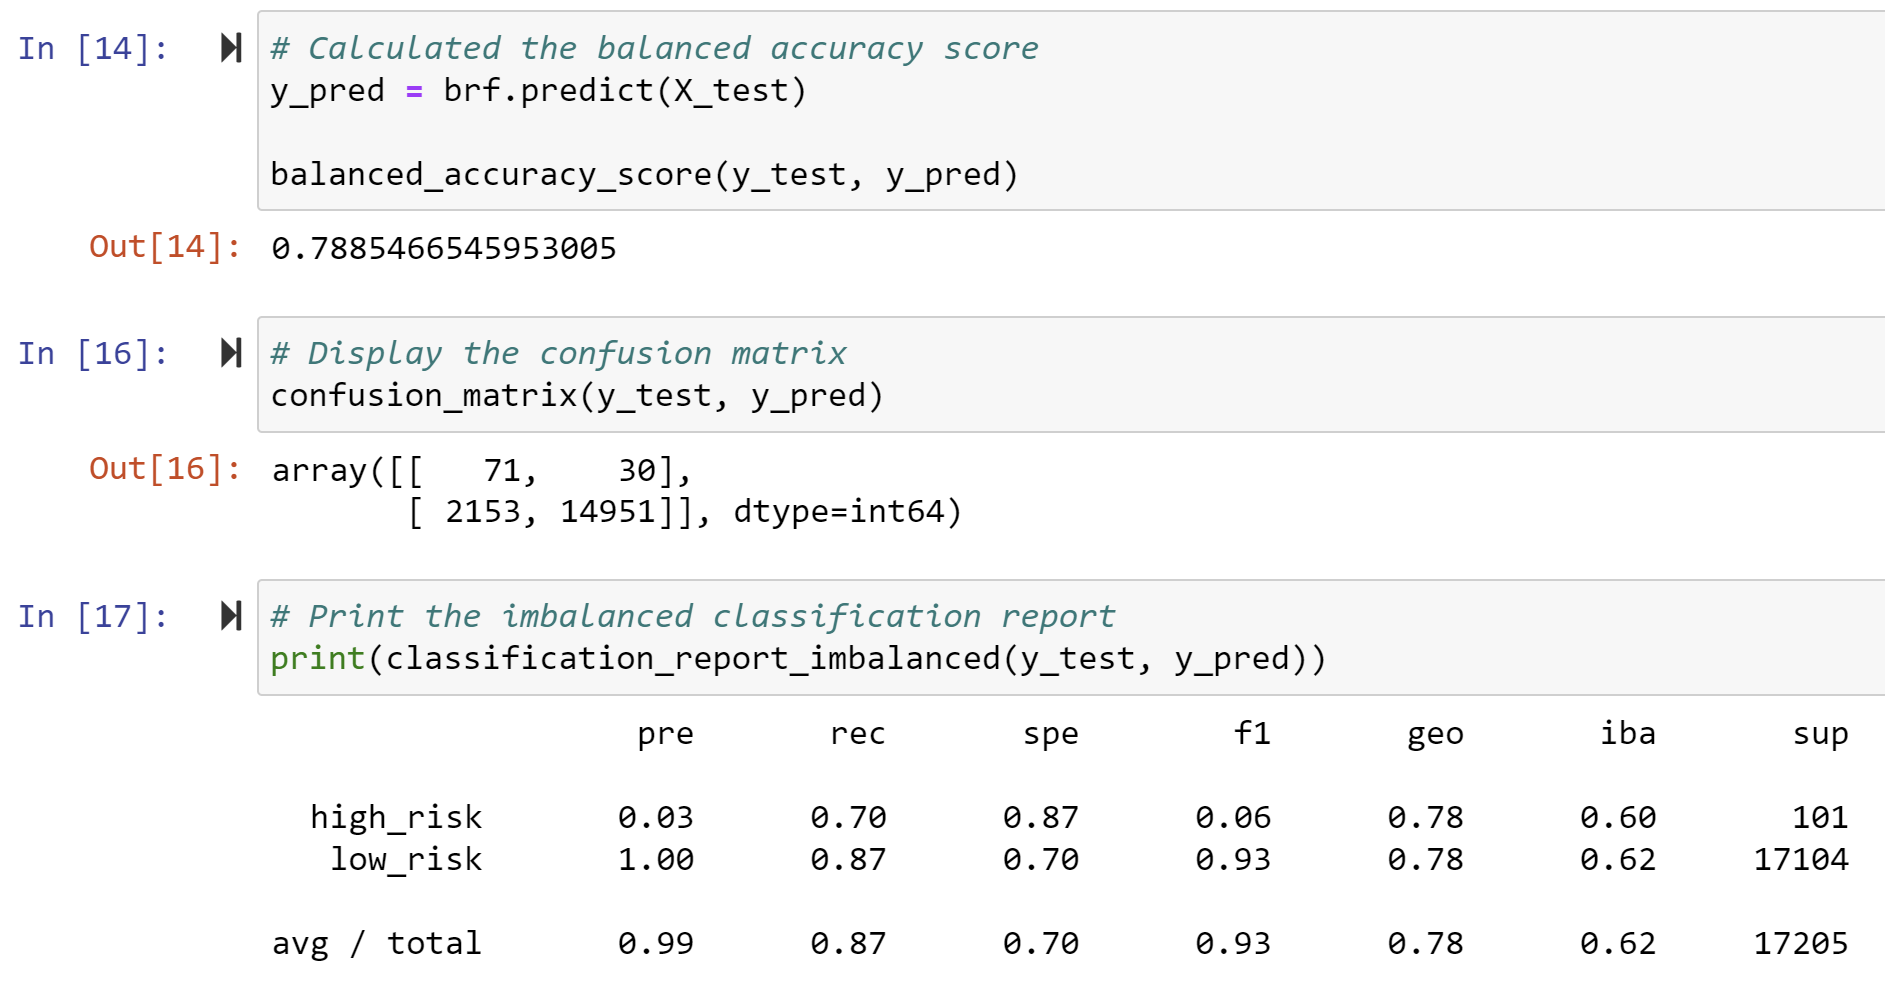 In [14]: # Calculated the balanced accuracy score
y_pred = brf.predict(X_test)
balanced_accuracy_score(y_test, y_pred)
Out[14]: 0.7885466545953005
In [16]: # Display the confusion matrix
confusion_matrix(y_test, y_pred)
Out[16]: array([[   71,    30],
       [ 2153, 14951]], dtype=int64)
In [17]: # Print the imbalanced classification report
print(classification_report_imbalanced(y_test, y_pred))
pre rec spe f1 geo iba sup
high_risk 0.03 0.70 0.87 0.06 0.78 0.60 101
low_risk 1.00 0.87 0.70 0.93 0.78 0.62 17104
avg / total 0.99 0.87 0.70 0.93 0.78 0.62 17205